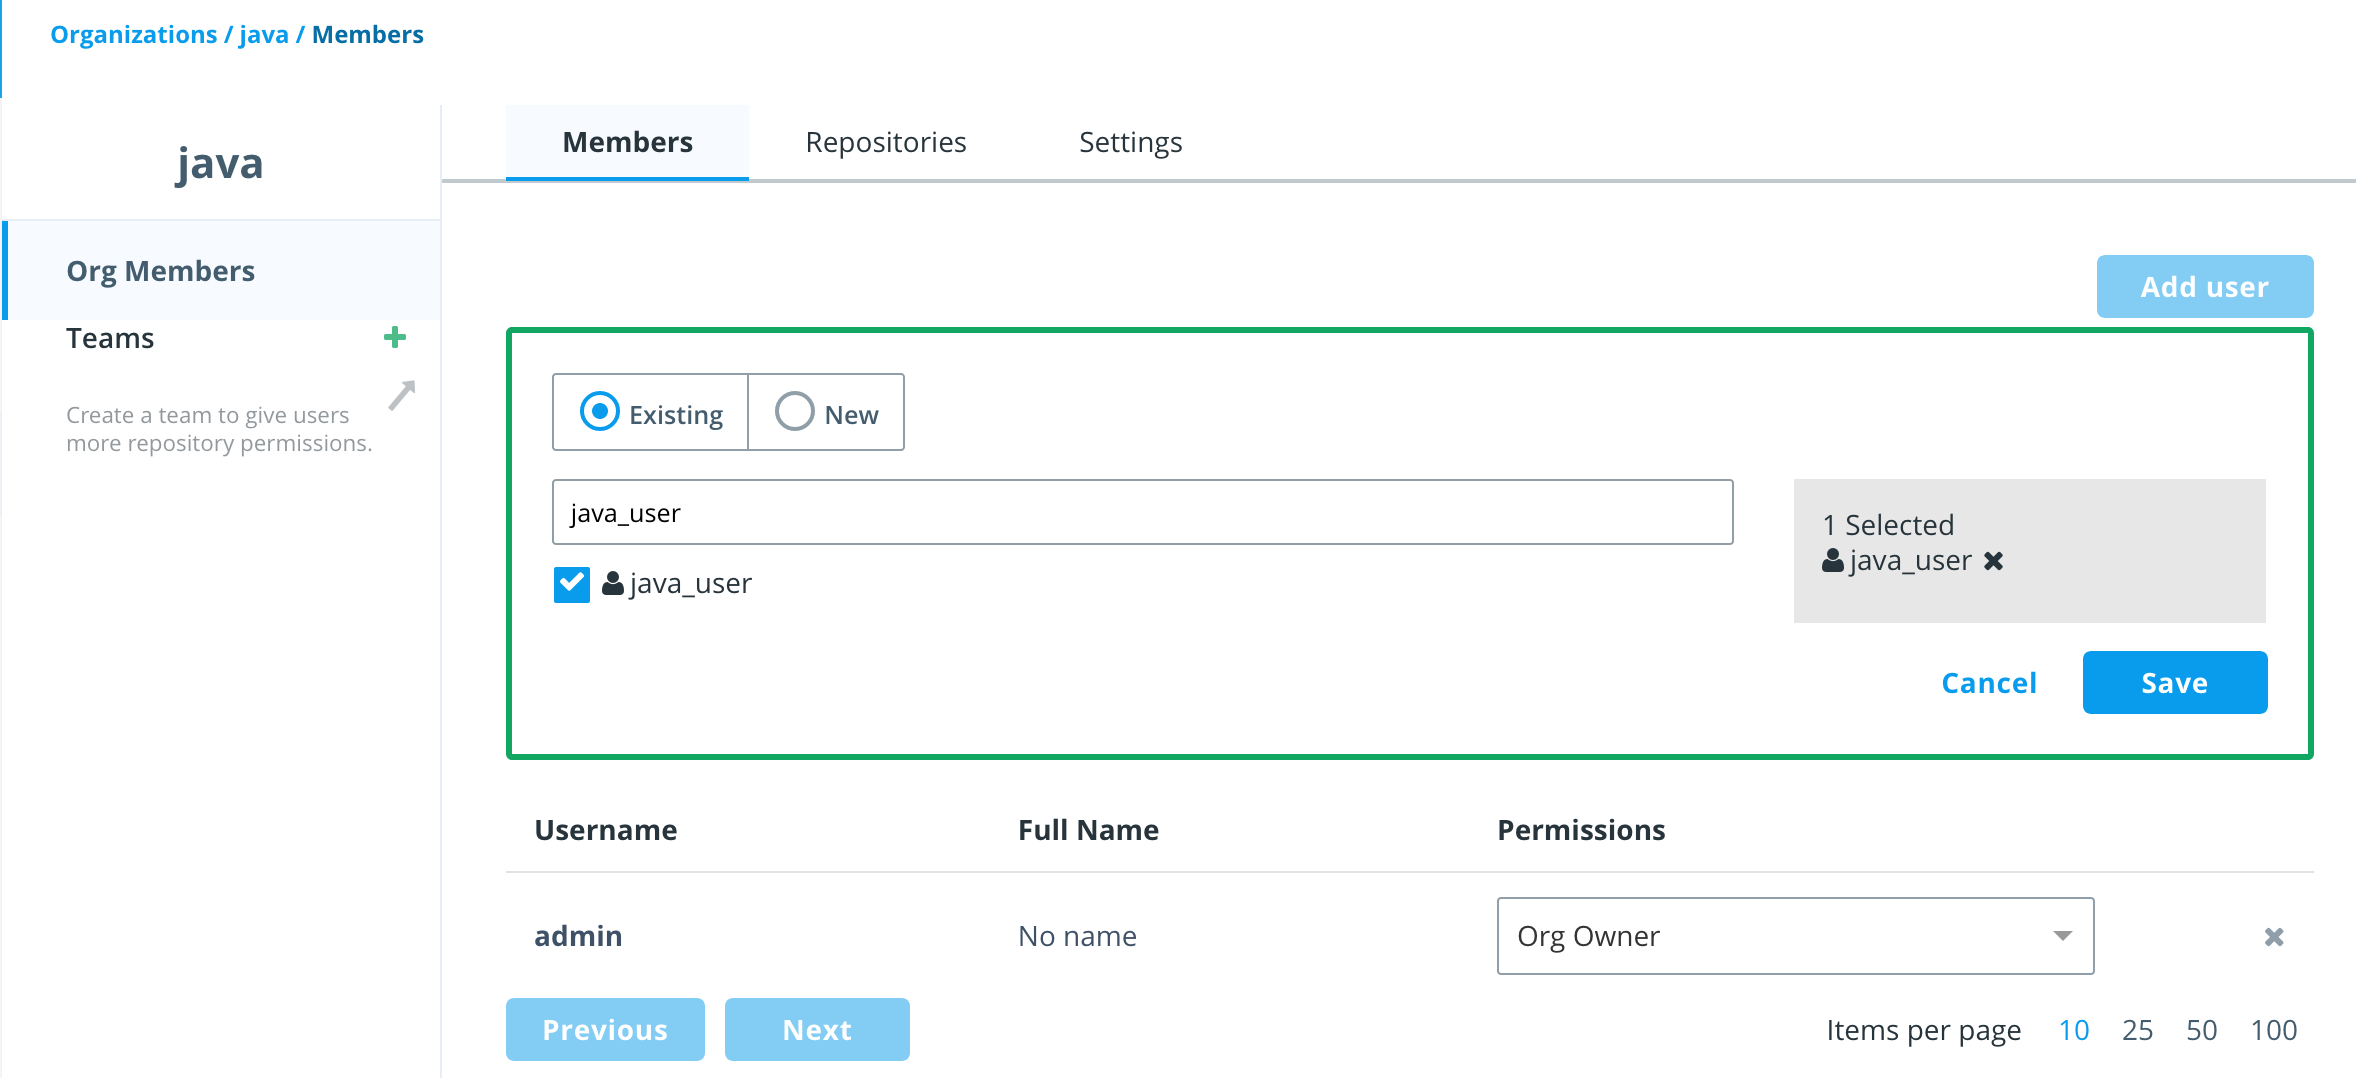 Organizations / java / Members
java
Org Members
Teams
Create a team to give users
more repository permissions.
Members Repositories Settings
Add user
Existing New
java_user
java_user
1 Selected
java_user
Cancel Save
Username Full Name Permissions
admin No name Org Owner
Previous Next Items per page 10 25 50 100